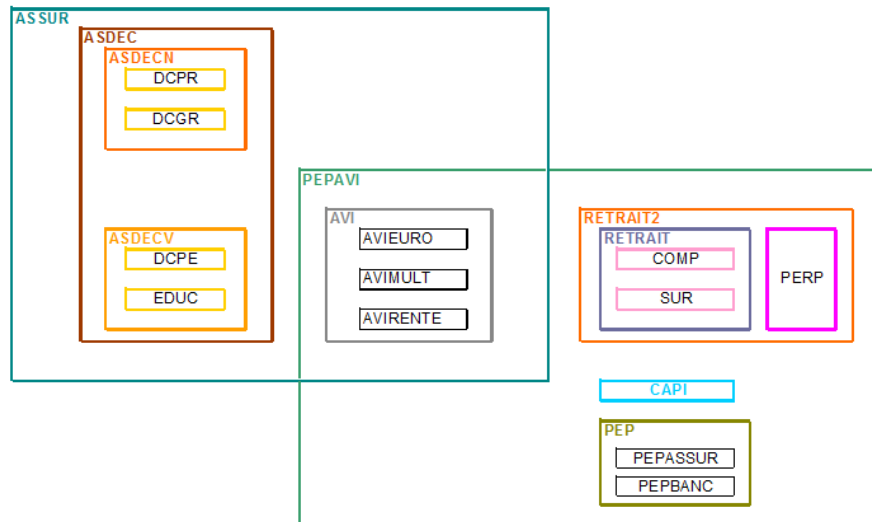 ASSUR
ASDEC
ASDECN
DCPR
DCGR
PEPAVI
AVI
AVIEURO
AVIMULT
AVIRENTE
ASDECV
DCPE
EDUC
RETRAIT2
RETRAIT
COMP
SUR
PERP
CAPI
PEP
PEPASSUR
PEPBANC